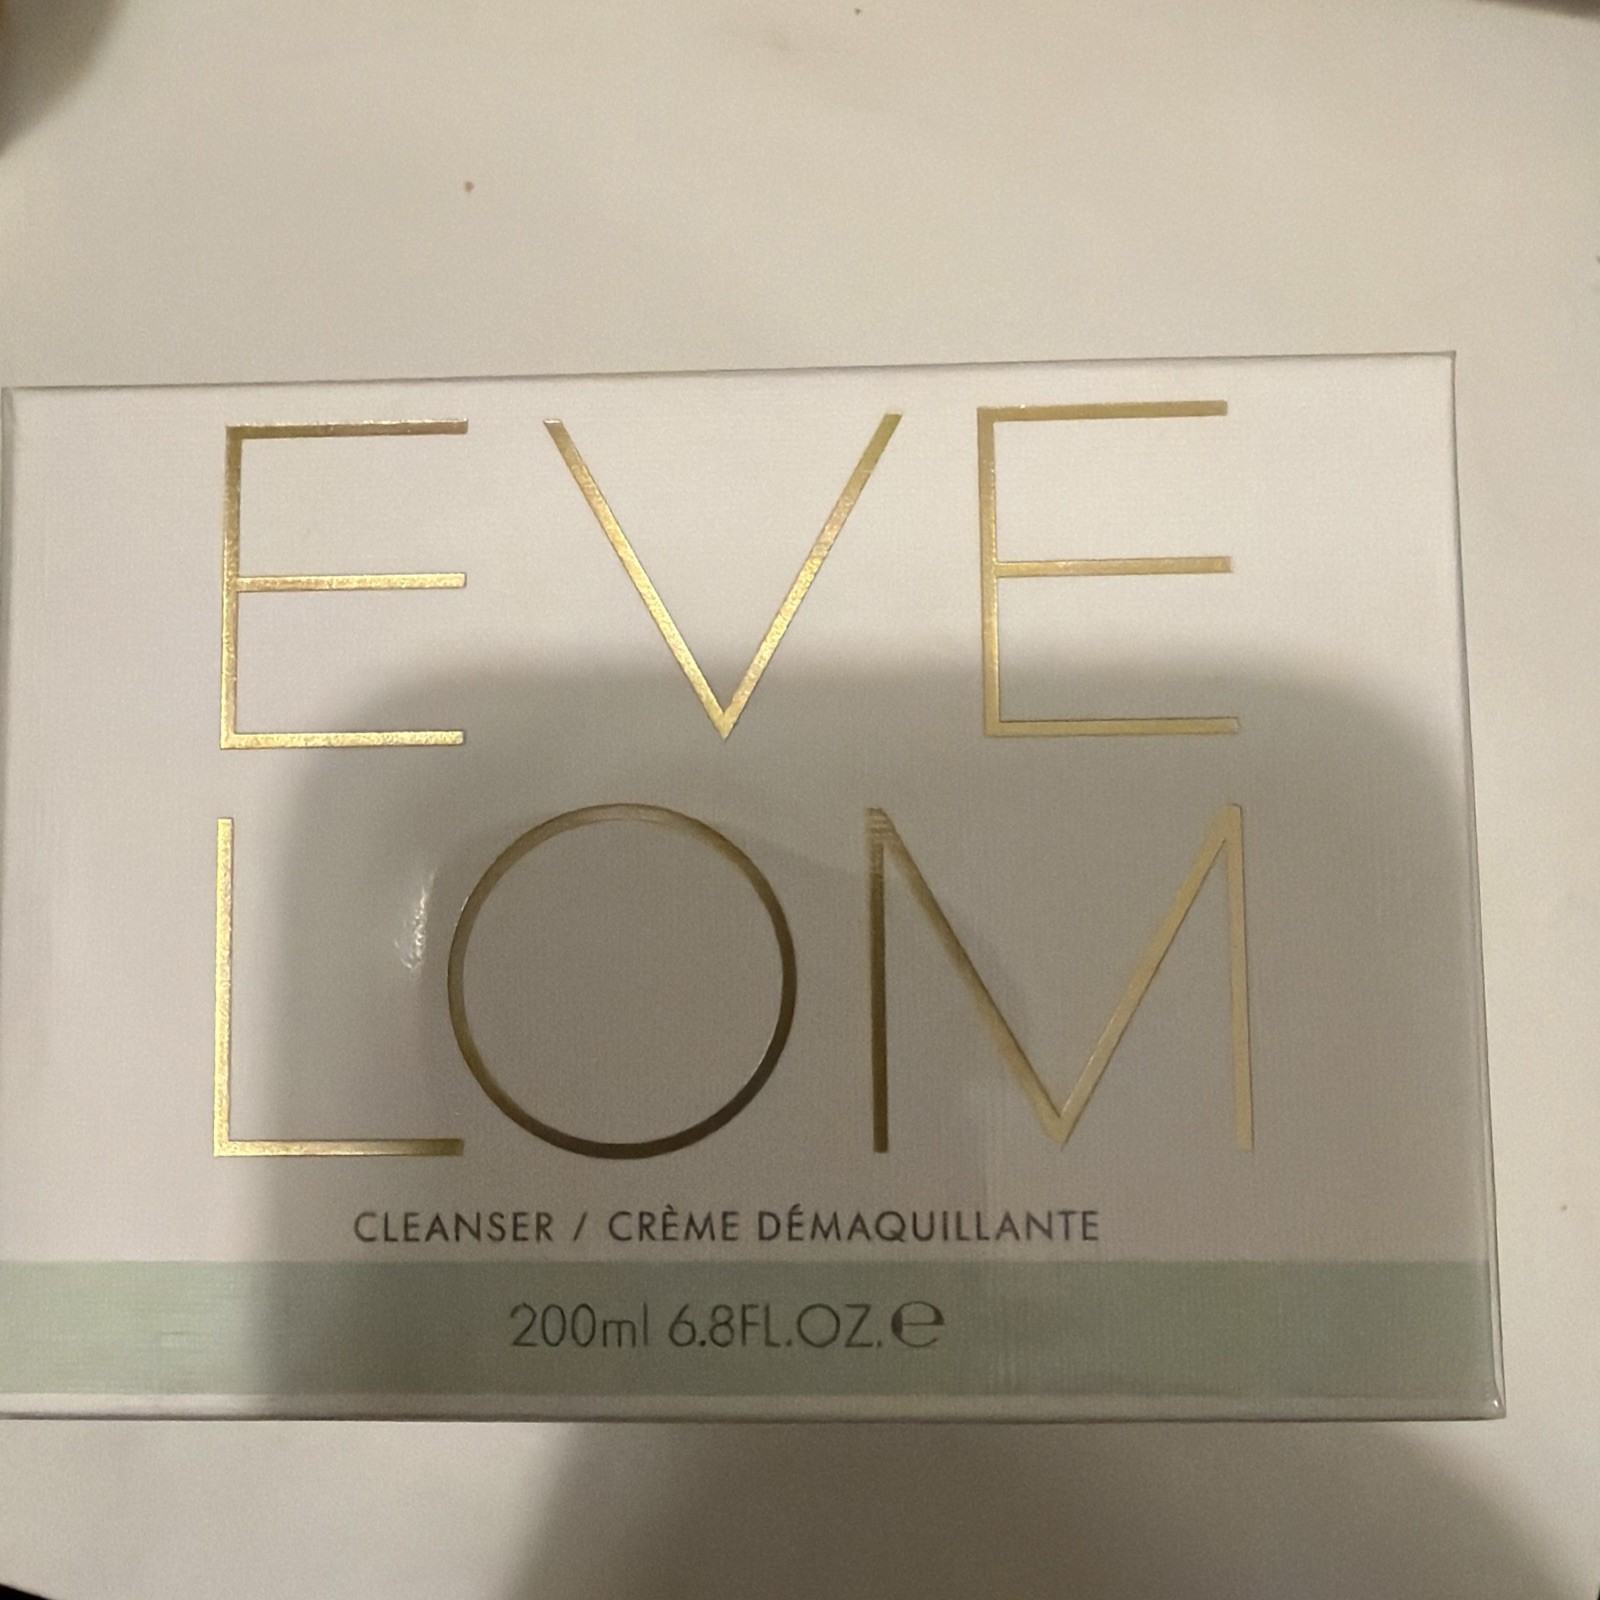 EVE
LOM
CLEANSER / CRÈME DÉMAQUILLANTE
200ml 6.8FL.OZ.e